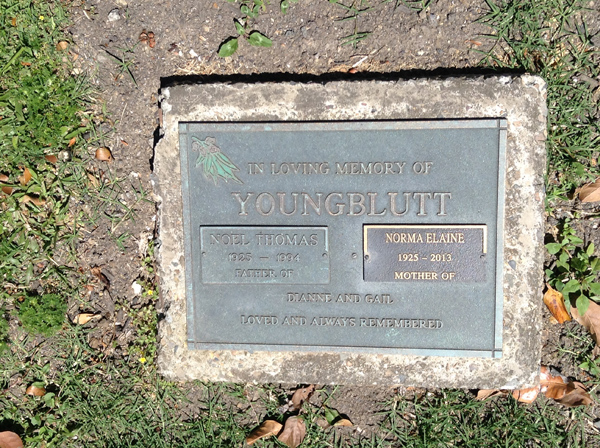 IN LOVING MEMORY OF
YOUNGBLUTT
NOEL THOMAS
1925 – 1994
FATHER OF
NORMA ELAINE
1925 – 2013
MOTHER OF
DIANNE AND GAIL
LOVED AND ALWAYS REMEMBERED